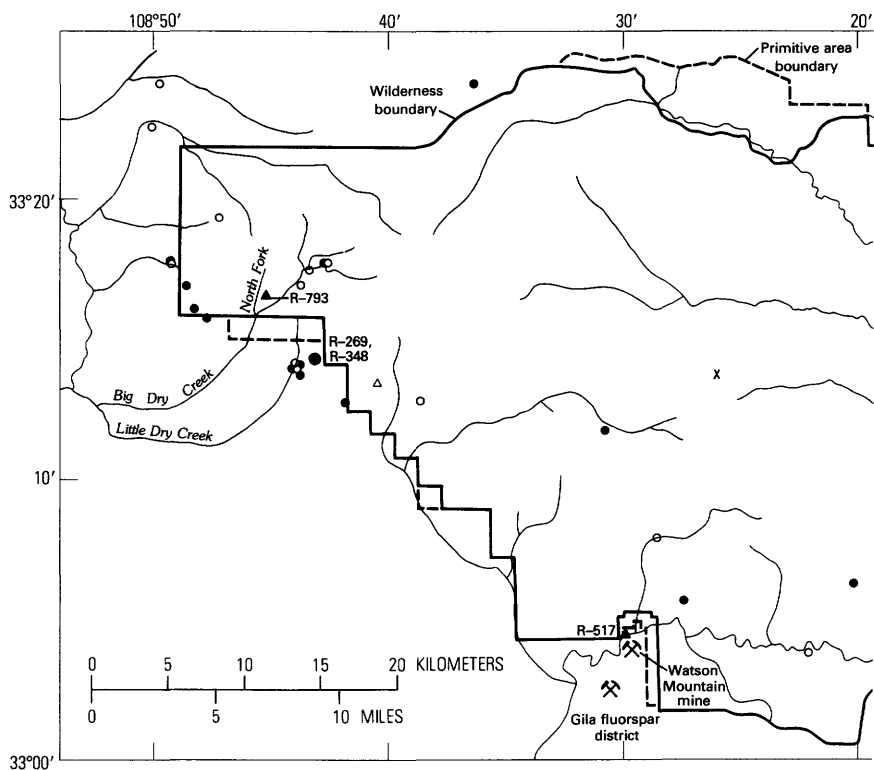 108°50′ 40′ 30′ 20′
Primitive area
boundary
Wilderness
boundary
33°20′
North Fork
R–793
R–269,
R–348
Big Dry Creek
Little Dry Creek
X
10′
R–517
0 5 10 15 20 KILOMETERS
0 5 10 MILES
Watson
Mountain
mine
Gila fluorspar
district
33°00′